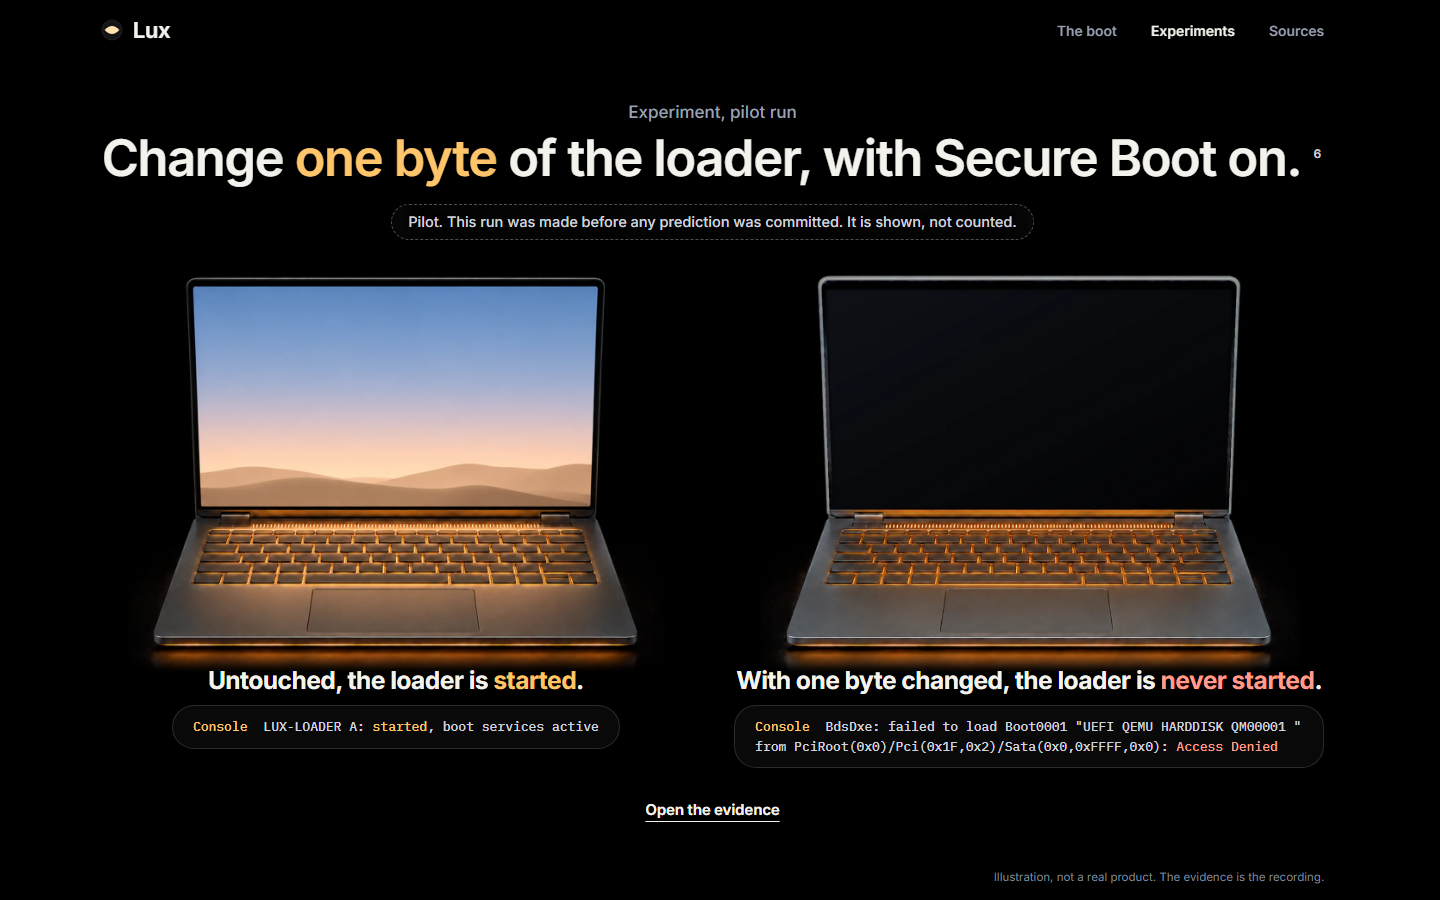 Lux
The boot
Experiments
Sources
Experiment, pilot run
Change one byte of the loader, with Secure Boot on. 6
Pilot. This run was made before any prediction was committed. It is shown, not counted.
Untouched, the loader is started.
Console LUX-LOADER A: started, boot services active
With one byte changed, the loader is never started.
Console BdsDxe: failed to load Boot0001 "UEFI QEMU HARDDISK QM00001 "
from PciRoot(0x0)/Pci(0x1F,0x2)/Sata(0x0,0xFFFF,0x0): Access Denied
Open the evidence
Illustration, not a real product. The evidence is the recording.